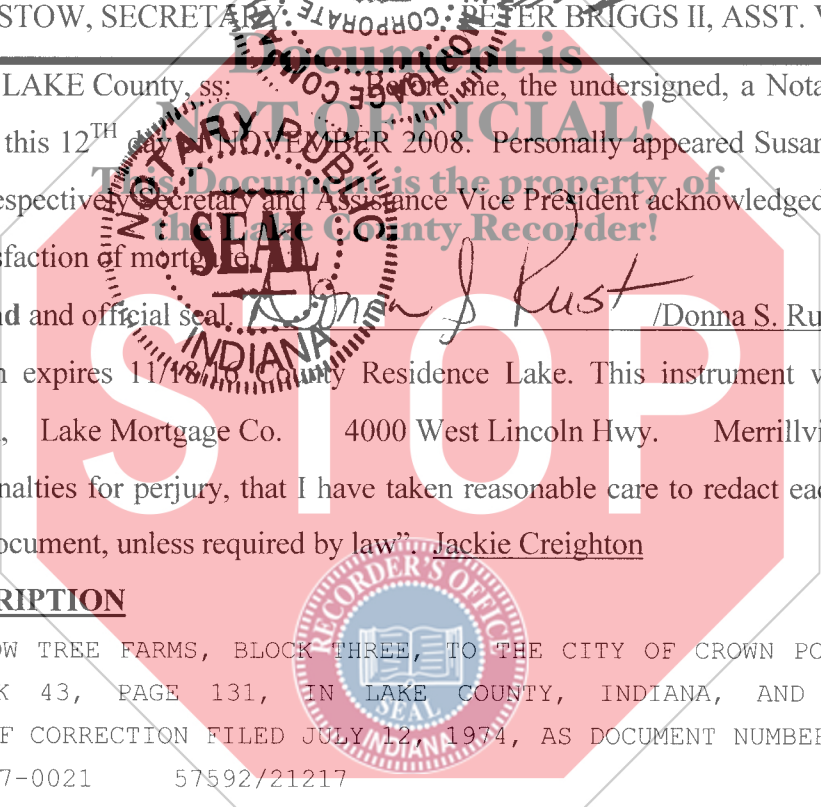 STOW, SECRETARY PETER BRIGGS II, ASST. V
MORTGAGE COMPAN
CORPORATE
Document is
LAKE County, ss: Before me, the undersigned, a Nota
NOT OFFICIAL!
this 12TH day NOVEMBER 2008. Personally appeared Susan
This Document is the property of
espectively Secretary and Assistance Vice President acknowledged
the Lake County Recorder!
sfaction of mortgage.
NOTARY PUBLIC
SEAL
INDIANA
nd and official seal Donna S Rust /Donna S. Ru
n expires 11/18/16 County Residence Lake. This instrument w
STOP
, Lake Mortgage Co. 4000 West Lincoln Hwy. Merrillvi
nalties for perjury, that I have taken reasonable care to redact eac
ocument, unless required by law". Jackie Creighton
RIPTION
RECORDER'S OFFICE
SEAL
INDIANA
OW TREE FARMS, BLOCK THREE, TO THE CITY OF CROWN PO
K 43, PAGE 131, IN LAKE COUNTY, INDIANA, AND
F CORRECTION FILED JULY 12, 1974, AS DOCUMENT NUMBER
7-0021 57592/21217